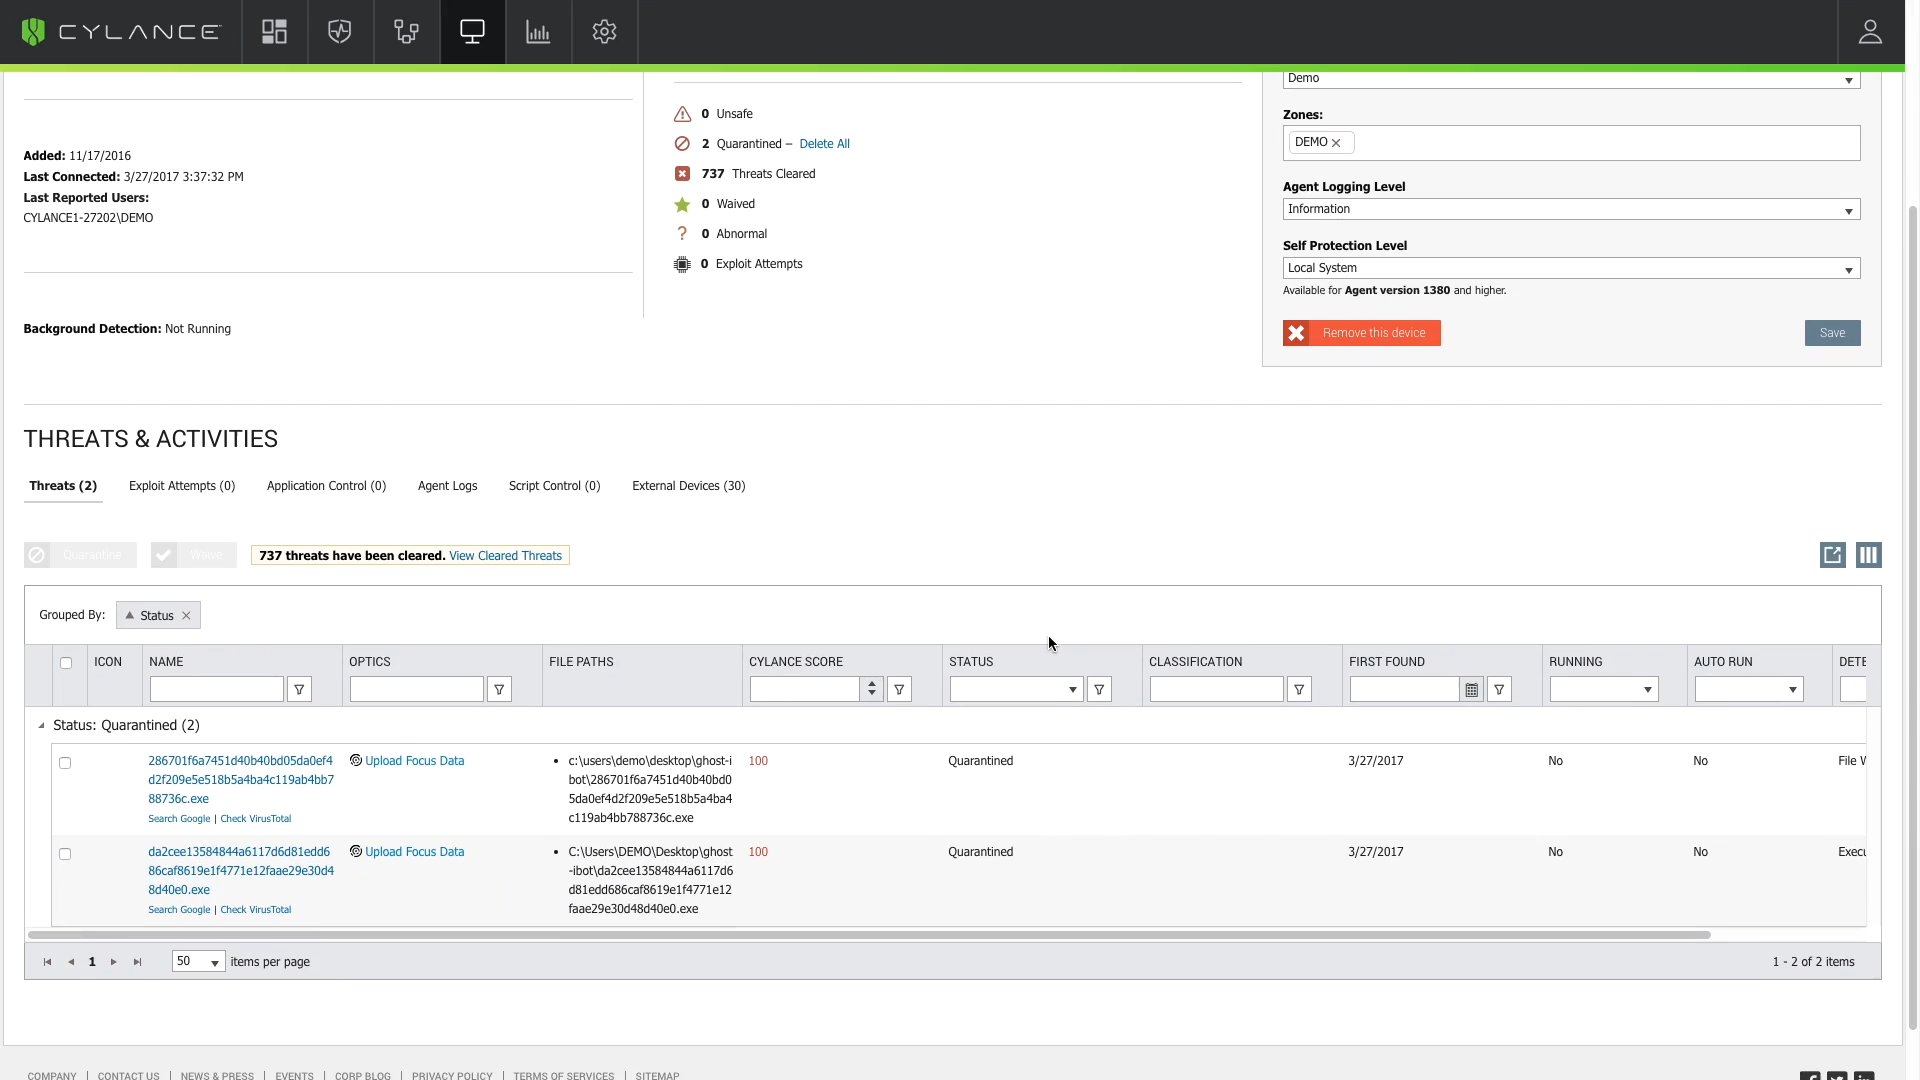 CYLANCE
Demo
Zones:
DEMO
Agent Logging Level
Information
Self Protection Level
Local System
Available for Agent version 1380 and higher.
Remove this device
Save
Added: 11/17/2016
Last Connected: 3/27/2017 3:37:32 PM
Last Reported Users:
CYLANCE1-27202\DEMO
Background Detection: Not Running
0 Unsafe
2 Quarantined – Delete All
737 Threats Cleared
0 Waived
? 0 Abnormal
0 Exploit Attempts
THREATS & ACTIVITIES
Threats (2) Exploit Attempts (0) Application Control (0) Agent Logs Script Control (0) External Devices (30)
Quarantine Waive 737 threats have been cleared. View Cleared Threats
Grouped By: Status
ICON NAME OPTICS FILE PATHS CYLANCE SCORE STATUS CLASSIFICATION FIRST FOUND RUNNING AUTO RUN DETE
Status: Quarantined (2)
286701f6a7451d40b40bd05da0ef4
d2f209e5e518b5a4ba4c119ab4bb7
88736c.exe
Search Google | Check VirusTotal
Upload Focus Data
• c:\users\demo\desktop\ghost-i
bot\286701f6a7451d40b40bd0
5da0ef4d2f209e5e518b5a4ba4
c119ab4bb788736c.exe
100
Quarantined
3/27/2017
No
No
File
da2cee13584844a6117d6d81edd6
86caf8619e1f4771e12faae29e30d4
8d40e0.exe
Search Google | Check VirusTotal
Upload Focus Data
• C:\Users\DEMO\Desktop\ghost
-ibot\da2cee13584844a6117d6
d81edd686caf8619e1f4771e12
faae29e30d48d40e0.exe
100
Quarantined
3/27/2017
No
No
Execu
1 50 items per page 1 - 2 of 2 items
COMPANY | CONTACT US | NEWS & PRESS | EVENTS | CORP BLOG | PRIVACY POLICY | TERMS OF SERVICES | SITEMAP